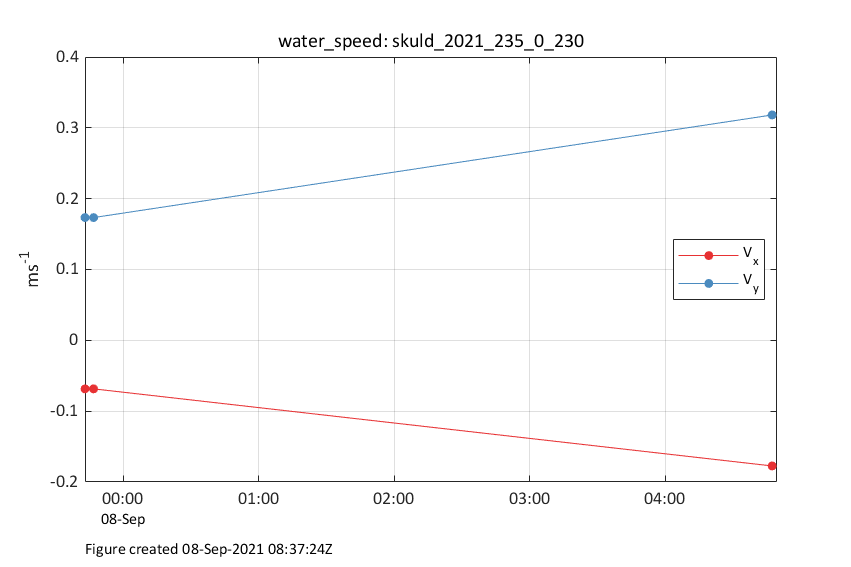 water_speed: skuld_2021_235_0_230
0.4
0.3
0.2
0.1
0
-0.1
-0.2
ms-1
Vx
Vy
00:00 01:00 02:00 03:00 04:00
08-Sep
Figure created 08-Sep-2021 08:37:24Z